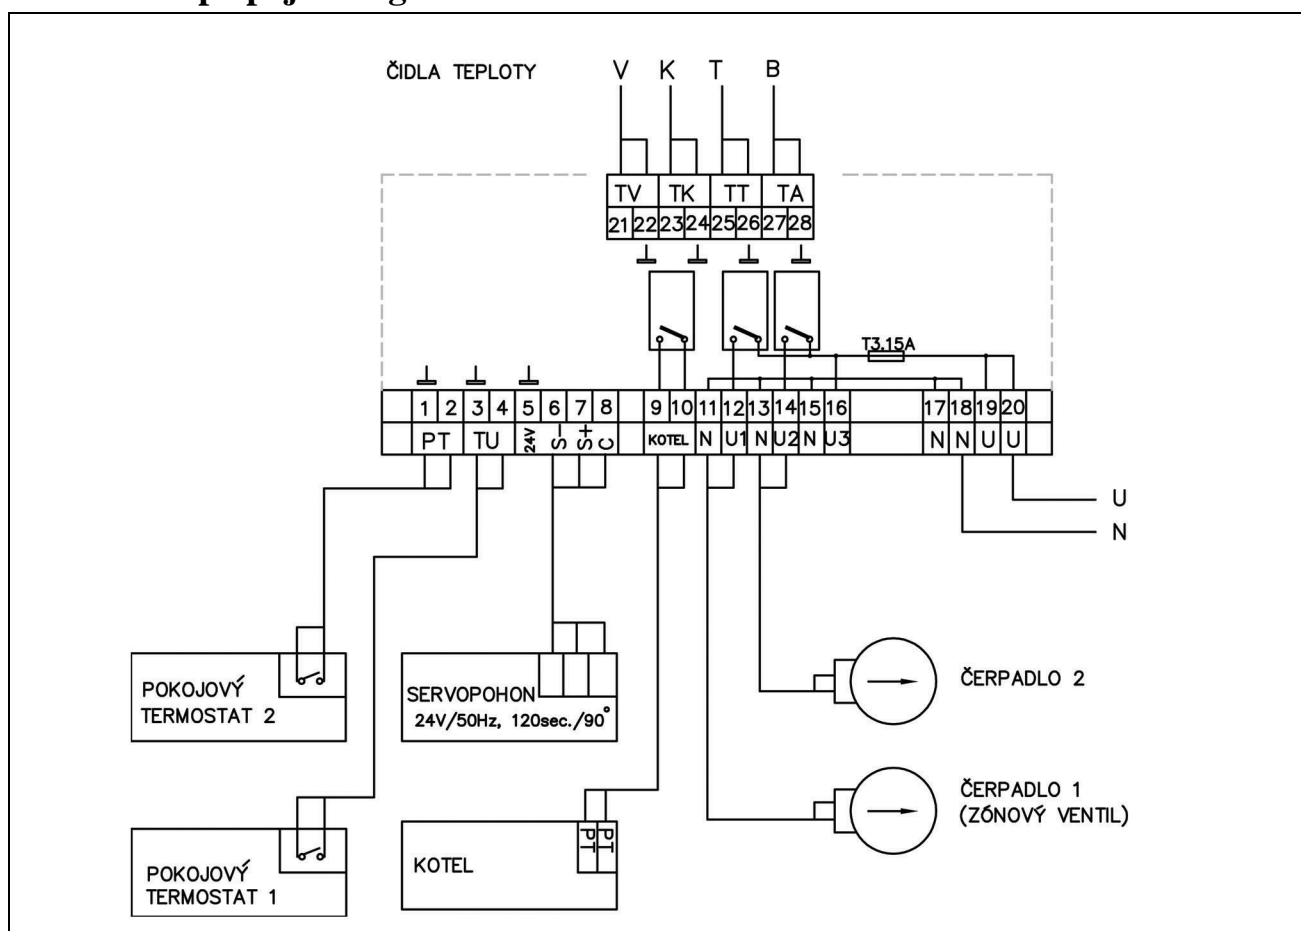 ČIDLA TEPLOTY V K T B
TV TK TT TA
21 22 23 24 25 26 27 28
T3.15A
1 2 3 4 5 6 7 8 9 10 11 12 13 14 15 16 17 18 19 20
PT TU 24V S- S+ C KOTEL N U1 N U2 N U3 N N U U
U
N
POKOJOVÝ
TERMOSTAT 2
SERVOPOHON
24V/50Hz, 120sec./90°
ČERPADLO 2
ČERPADLO 1
(ZÓNOVÝ VENTIL)
PT PT
KOTEL
POKOJOVÝ
TERMOSTAT 1